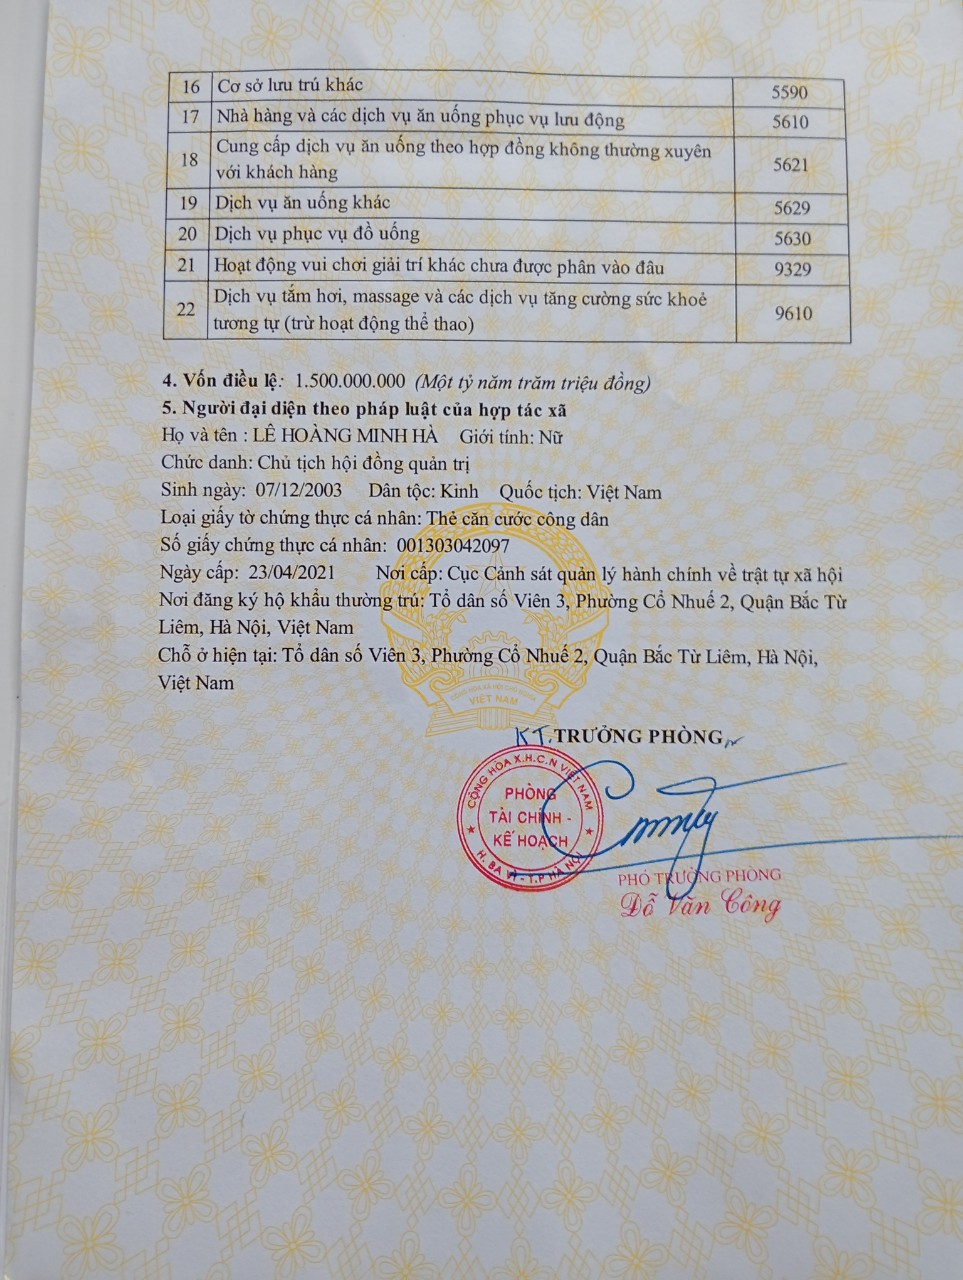 16 Cơ sở lưu trú khác 5590
17 Nhà hàng và các dịch vụ ăn uống phục vụ lưu động 5610
18 Cung cấp dịch vụ ăn uống theo hợp đồng không thường xuyên
với khách hàng 5621
19 Dịch vụ ăn uống khác 5629
20 Dịch vụ phục vụ đồ uống 5630
21 Hoạt động vui chơi giải trí khác chưa được phân vào đâu 9329
22 Dịch vụ tắm hơi, massage và các dịch vụ tăng cường sức khoẻ
tương tự (trừ hoạt động thể thao) 9610
4. Vốn điều lệ: 1.500.000.000 (Một tỷ năm trăm triệu đồng)
5. Người đại diện theo pháp luật của hợp tác xã
Họ và tên : LÊ HOÀNG MINH HÀ Giới tính: Nữ
Chức danh: Chủ tịch hội đồng quản trị
Sinh ngày: 07/12/2003 Dân tộc: Kinh Quốc tịch: Việt Nam
Loại giấy tờ chứng thực cá nhân: Thẻ căn cước công dân
Số giấy chứng thực cá nhân: 001303042097
Ngày cấp: 23/04/2021 Nơi cấp: Cục Cảnh sát quản lý hành chính về trật tự xã hội
Nơi đăng ký hộ khẩu thường trú: Tổ dân số Viên 3, Phường Cổ Nhuế 2, Quận Bắc Từ
Liêm, Hà Nội, Việt Nam
Chỗ ở hiện tại: Tổ dân số Viên 3, Phường Cổ Nhuế 2, Quận Bắc Từ Liêm, Hà Nội,
Việt Nam
VIỆT NAM
KT. TRƯỞNG PHÒNG
CỘNG HÒA X.H.C.N VIỆT NAM
PHÒNG
TÀI CHÍNH -
KẾ HOẠCH
H. BA VÌ - T.P HÀ NỘI
PHÓ TRƯỞNG PHÒNG
Đỗ Văn Công